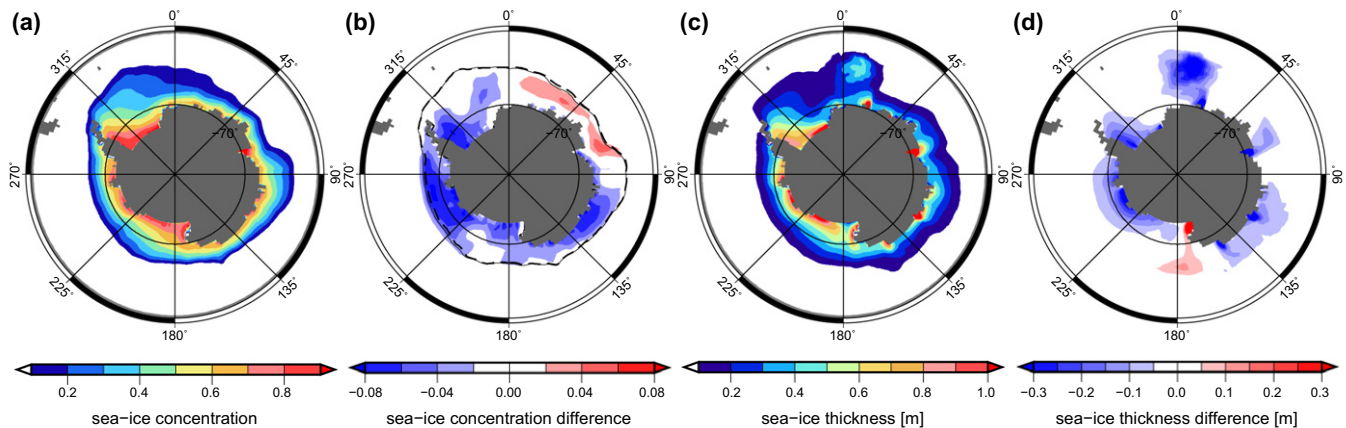 (a) (b) (c) (d)
0˚ 0˚ 0˚ 0˚
315˚ 45˚ 315˚ 45˚ 315˚ 45˚ 315˚ 45˚
−70˚ −70˚ −70˚ −70˚
270˚ 90˚ 270˚ 90˚ 270˚ 90˚ 270˚ 90˚
225˚ 135˚ 225˚ 135˚ 225˚ 135˚ 225˚ 135˚
180˚ 180˚ 180˚ 180˚
0.2 0.4 0.6 0.8 −0.08 −0.04 0.00 0.04 0.08 0.2 0.4 0.6 0.8 1.0 −0.3 −0.2 −0.1 0.0 0.1 0.2 0.3
sea−ice concentration sea−ice concentration difference sea−ice thickness [m] sea−ice thickness difference [m]